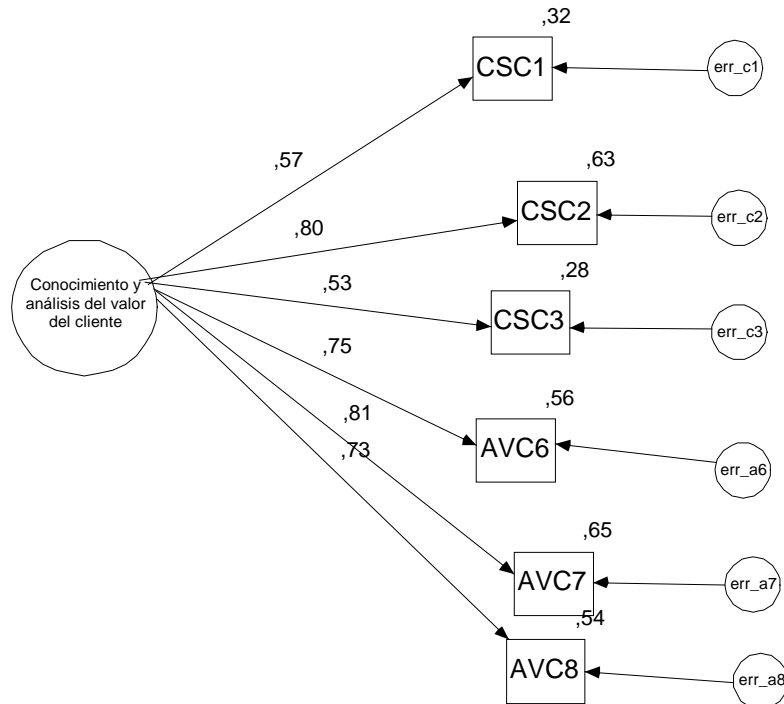 ,32
CSC1
err_c1
,57
,63
CSC2
err_c2
,80
Conocimiento y
análisis del valor
del cliente
,28
,53
CSC3
err_c3
,75
,56
AVC6
err_a6
,81
,73
,65
AVC7
err_a7
,54
AVC8
err_a8